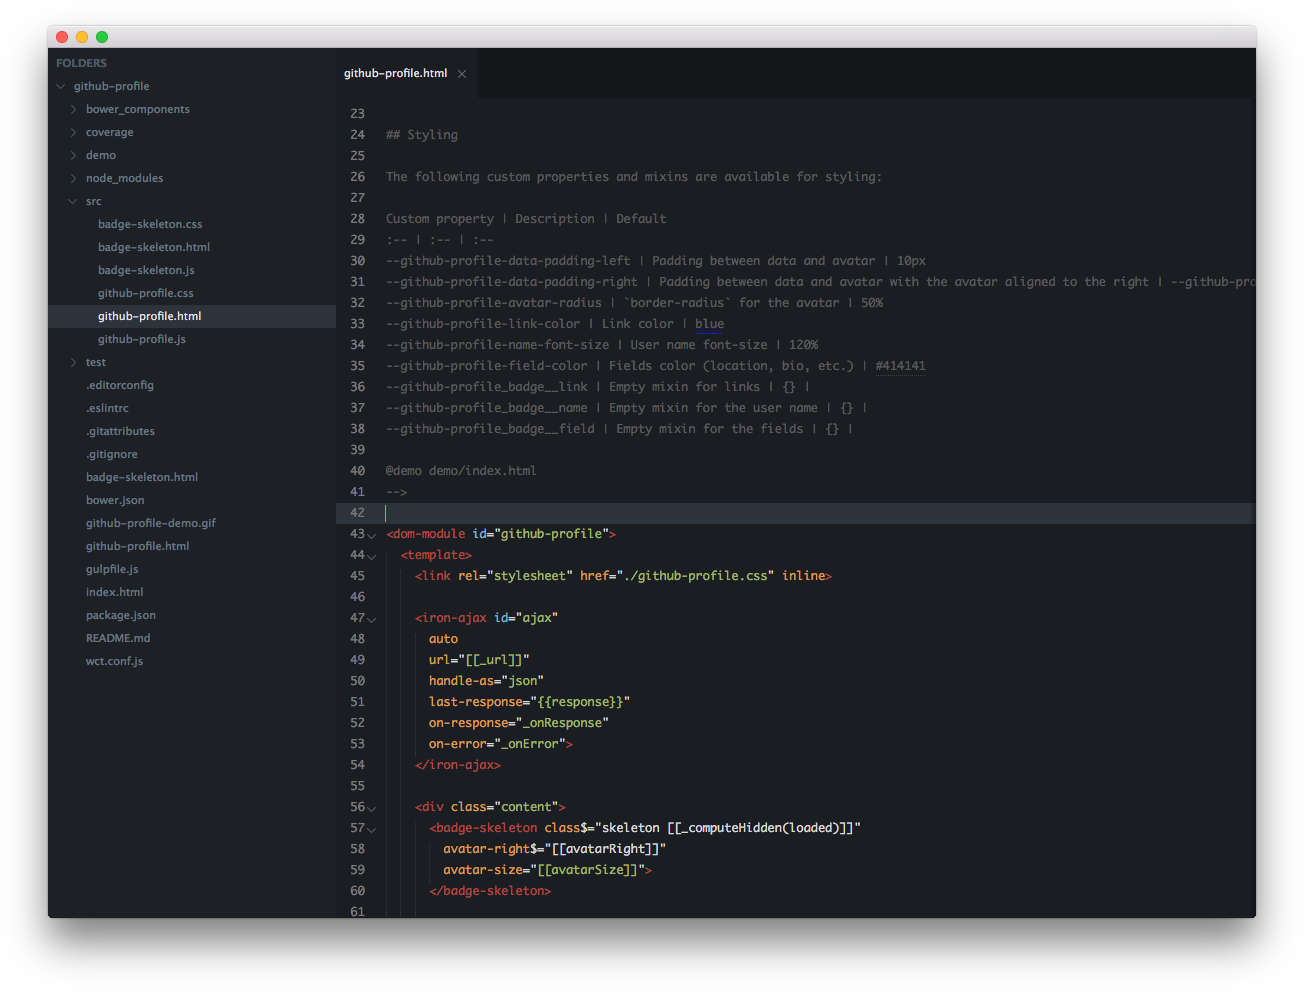 FOLDERS
github-profile
bower_components
coverage
demo
node_modules
src
badge-skeleton.css
badge-skeleton.html
badge-skeleton.js
github-profile.css
github-profile.html
github-profile.js
test
.editorconfig
.eslintrc
.gitattributes
.gitignore
badge-skeleton.html
bower.json
github-profile-demo.gif
github-profile.html
gulpfile.js
index.html
package.json
README.md
wct.conf.js
github-profile.html ×
23
24 ## Styling
25
26 The following custom properties and mixins are available for styling:
27
28 Custom property | Description | Default
29 :-- | :-- | :--
30 --github-profile-data-padding-left | Padding between data and avatar | 10px
31 --github-profile-data-padding-right | Padding between data and avatar with the avatar aligned to the right | --github-pro
32 --github-profile-avatar-radius | `border-radius` for the avatar | 50%
33 --github-profile-link-color | Link color | blue
34 --github-profile-name-font-size | User name font-size | 120%
35 --github-profile-field-color | Fields color (location, bio, etc.) | #414141
36 --github-profile_badge__link | Empty mixin for links | {} |
37 --github-profile_badge__name | Empty mixin for the user name | {} |
38 --github-profile_badge__field | Empty mixin for the fields | {} |
39
40 @demo demo/index.html
41 -->
42
43 <dom-module id="github-profile">
44 <template>
45 <link rel="stylesheet" href="./github-profile.css" inline>
46
47 <iron-ajax id="ajax"
48 auto
49 url="[[_url]]"
50 handle-as="json"
51 last-response="{{response}}"
52 on-response="_onResponse"
53 on-error="_onError">
54 </iron-ajax>
55
56 <div class="content">
57 <badge-skeleton class$="skeleton [[_computeHidden(loaded)]]"
58 avatar-right$="[[avatarRight]]"
59 avatar-size="[[avatarSize]]">
60 </badge-skeleton>
61